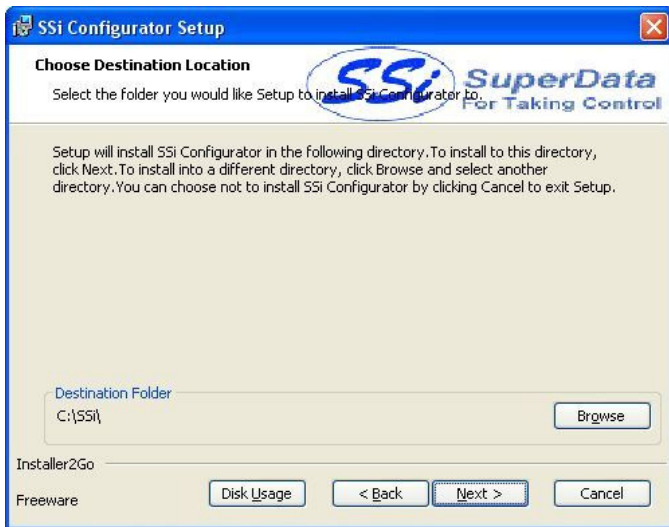 SSi Configurator Setup
Choose Destination Location
Select the folder you would like Setup to install SSi Configurator to.
SSi
SuperData
For Taking Control
Setup will install SSi Configurator in the following directory.To install to this directory,
click Next.To install into a different directory, click Browse and select another
directory.You can choose not to install SSi Configurator by clicking Cancel to exit Setup.
Destination Folder
C:\SSi\
Browse
Installer2Go
Freeware
Disk Usage
< Back
Next >
Cancel